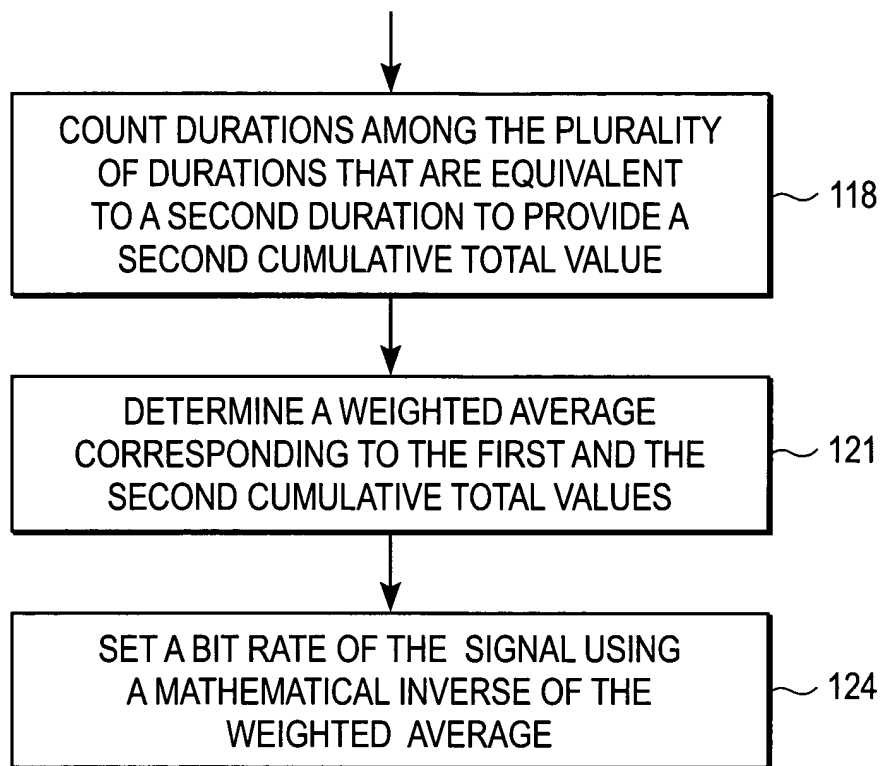 COUNT DURATIONS AMONG THE PLURALITY
OF DURATIONS THAT ARE EQUIVALENT
TO A SECOND DURATION TO PROVIDE A
SECOND CUMULATIVE TOTAL VALUE
118
DETERMINE A WEIGHTED AVERAGE
CORRESPONDING TO THE FIRST AND THE
SECOND CUMULATIVE TOTAL VALUES
121
SET A BIT RATE OF THE SIGNAL USING
A MATHEMATICAL INVERSE OF THE
WEIGHTED AVERAGE
124